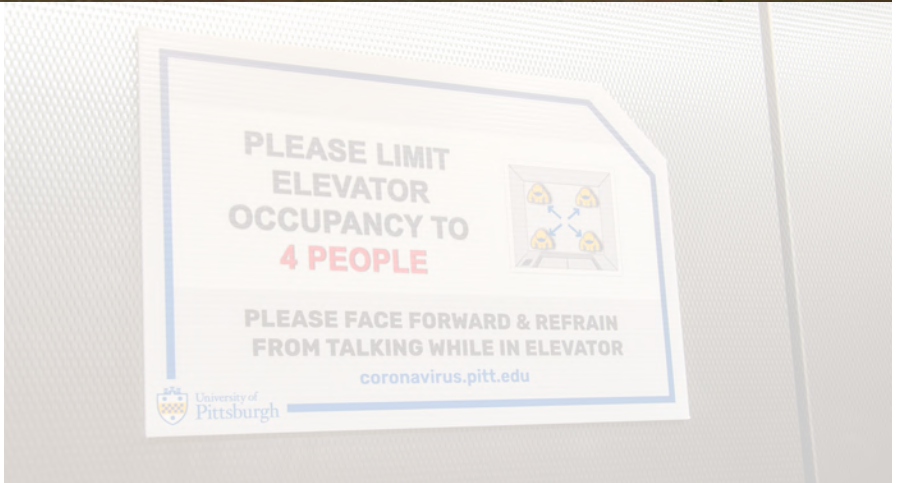 PLEASE LIMIT
ELEVATOR
OCCUPANCY TO
4 PEOPLE
PLEASE FACE FORWARD & REFRAIN
FROM TALKING WHILE IN ELEVATOR
coronavirus.pitt.edu
University of
Pittsburgh